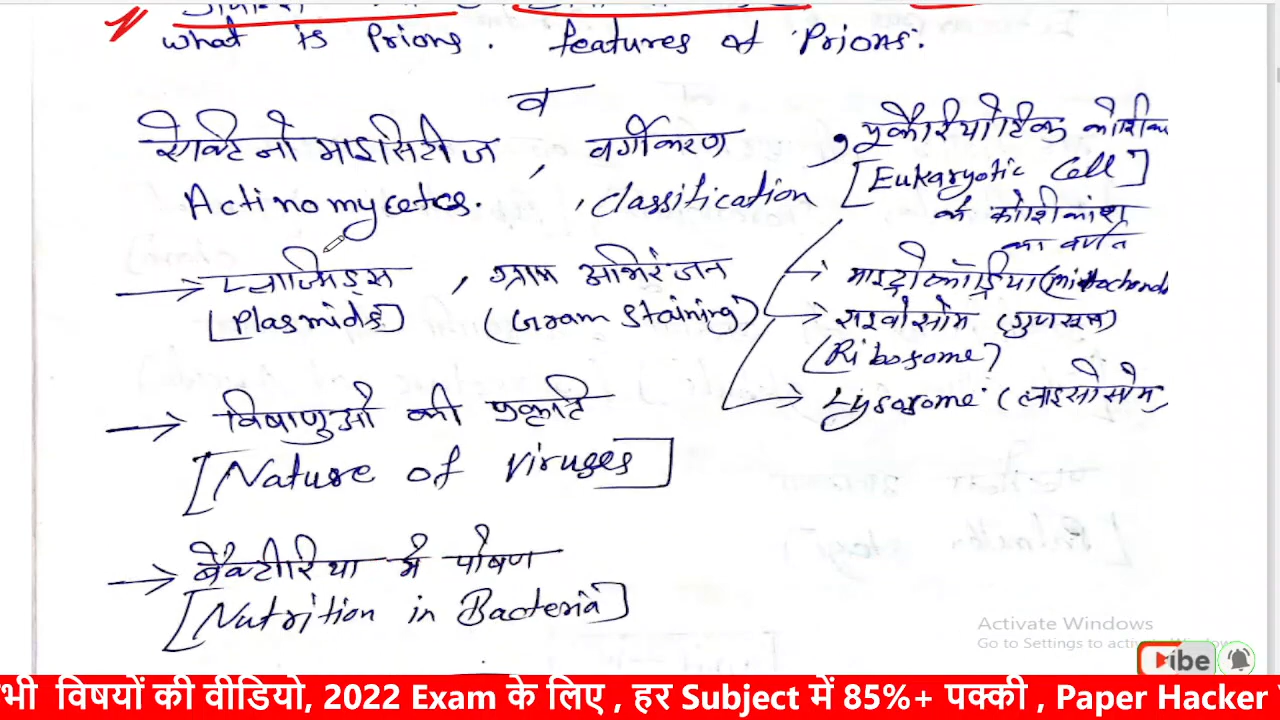 what is Prions. features of Prions.
व
एक्टिनोमाइसिटीज , वर्गीकरण
Actinomycetes. , Classification
प्लाज्मिड्स , ग्राम अभिरंजन
[Plasmids] (Gram Staining)
→ विषाणुओ की प्रकृति
[Nature of Viruses]
→ बैक्टीरिया मे पोषण
[Nutrition in Bacteria]
, यूकैरियोटिक
[Eukaryotic Cell]
के कोशिकांश
का वर्णन
→ माइटोकॉड्रिया
→ राइबोसोम (गुणसूत्र)
(Ribosome)
→ Lysosome. (लाइसोसोम
Activate Windows
Go to Settings to activate Windows.
ibe
भी विषयों की वीडियो, 2022 Exam के लिए , हर Subject में 85%+ पक्की , Paper Hacker